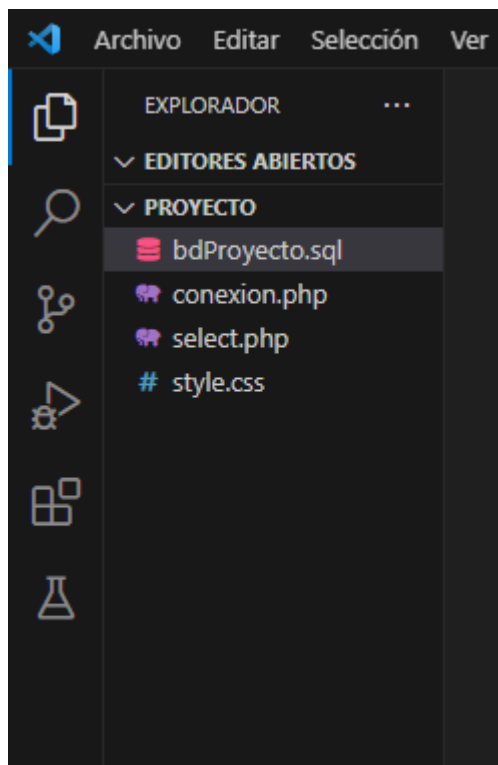 Archivo Editar Selección Ver
EXPLORADOR ...
EDITORES ABIERTOS
PROYECTO
bdProyecto.sql
conexion.php
select.php
# style.css